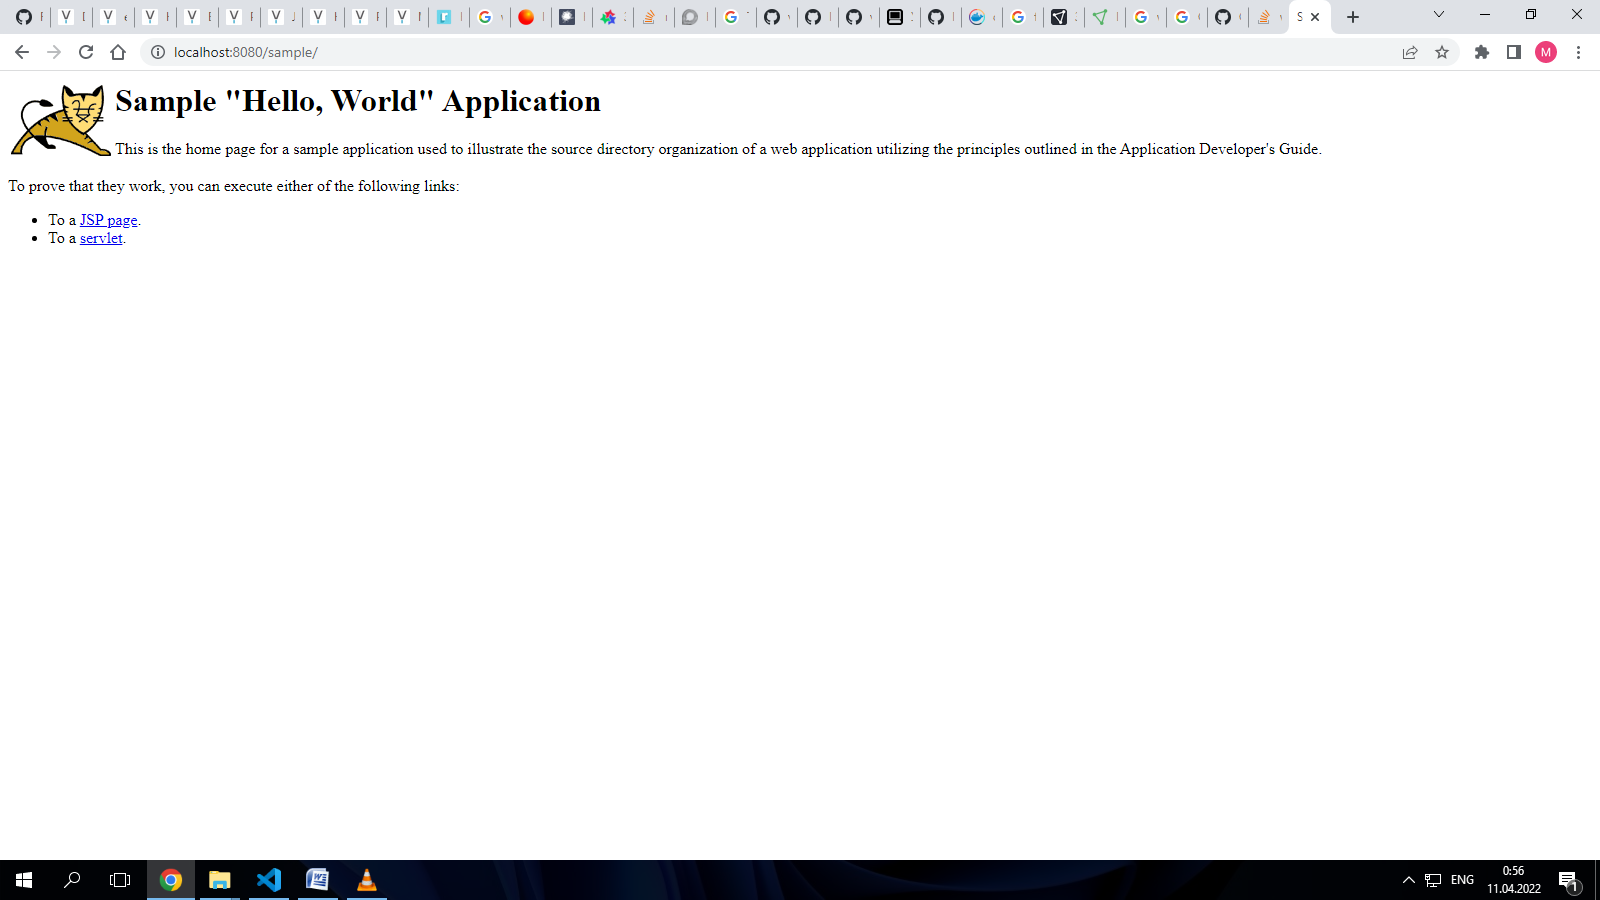 localhost:8080/sample/
M
Sample "Hello, World" Application
This is the home page for a sample application used to illustrate the source directory organization of a web application utilizing the principles outlined in the Application Developer's Guide.
To prove that they work, you can execute either of the following links:
• To a JSP page.
• To a servlet.
ENG
0:56
11.04.2022
1